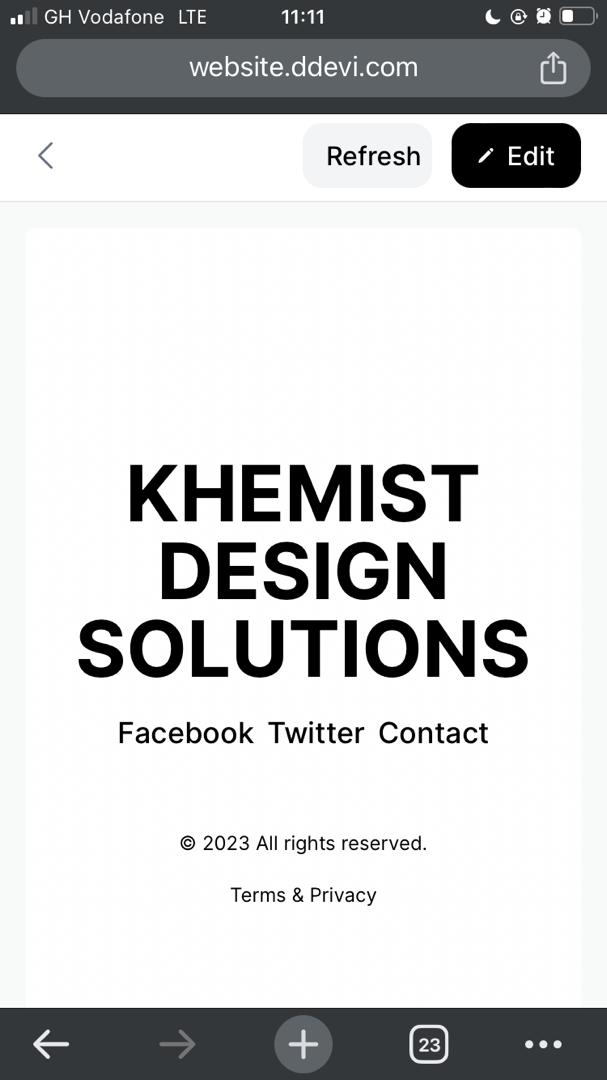 GH Vodafone LTE 11:11
website.ddevi.com
Refresh Edit
KHEMIST
DESIGN
SOLUTIONS
Facebook Twitter Contact
© 2023 All rights reserved.
Terms & Privacy
23